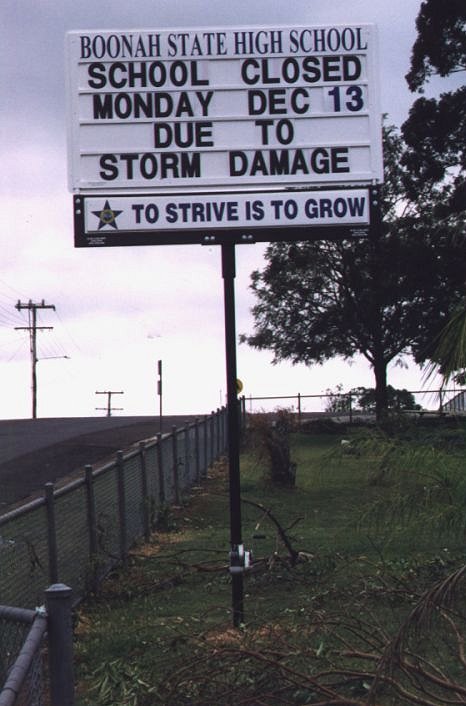 BOONAH STATE HIGH SCHOOL
SCHOOL CLOSED
MONDAY DEC 13
DUE TO
STORM DAMAGE
TO STRIVE IS TO GROW